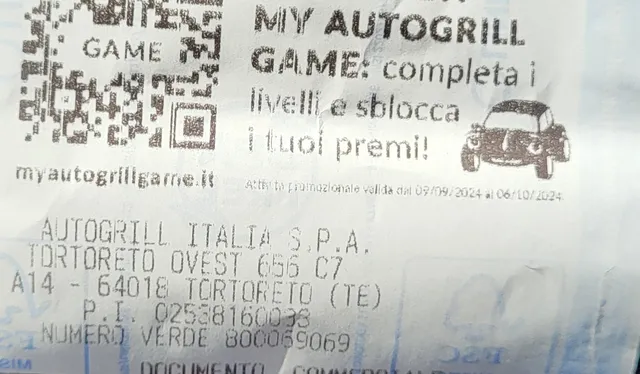 GAME
MY AUTOGRILL
GAME: completa i
livelli e sblocca
i tuoi premi!
myautogrillgame.it
Attività promozionale valida dal 09/09/2024 al 06/10/2024
AUTOGRILL ITALIA S.P.A.
TORTORETO OVEST 656 C7
A14 - 64018 TORTORETO (TE)
P.I. 02538160033
NUMERO VERDE 800069069
DOCUMENTO